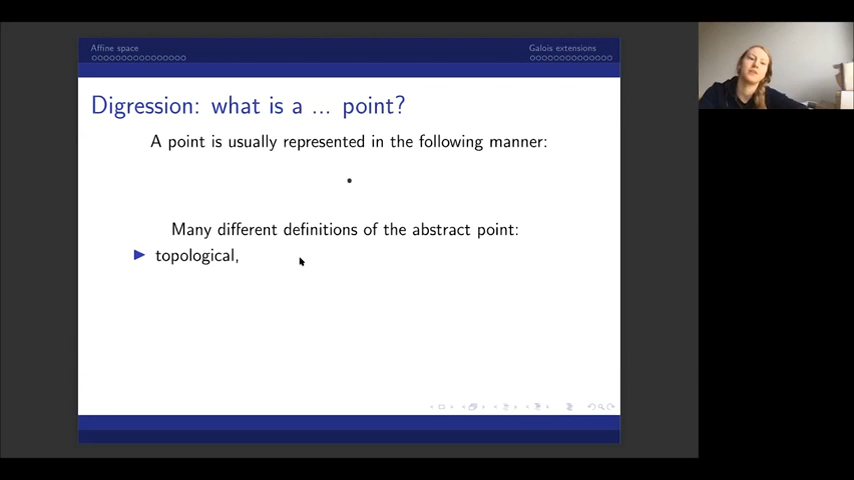 Affine space
Galois extensions
Digression: what is a ... point?
A point is usually represented in the following manner:
Many different definitions of the abstract point:
topological,